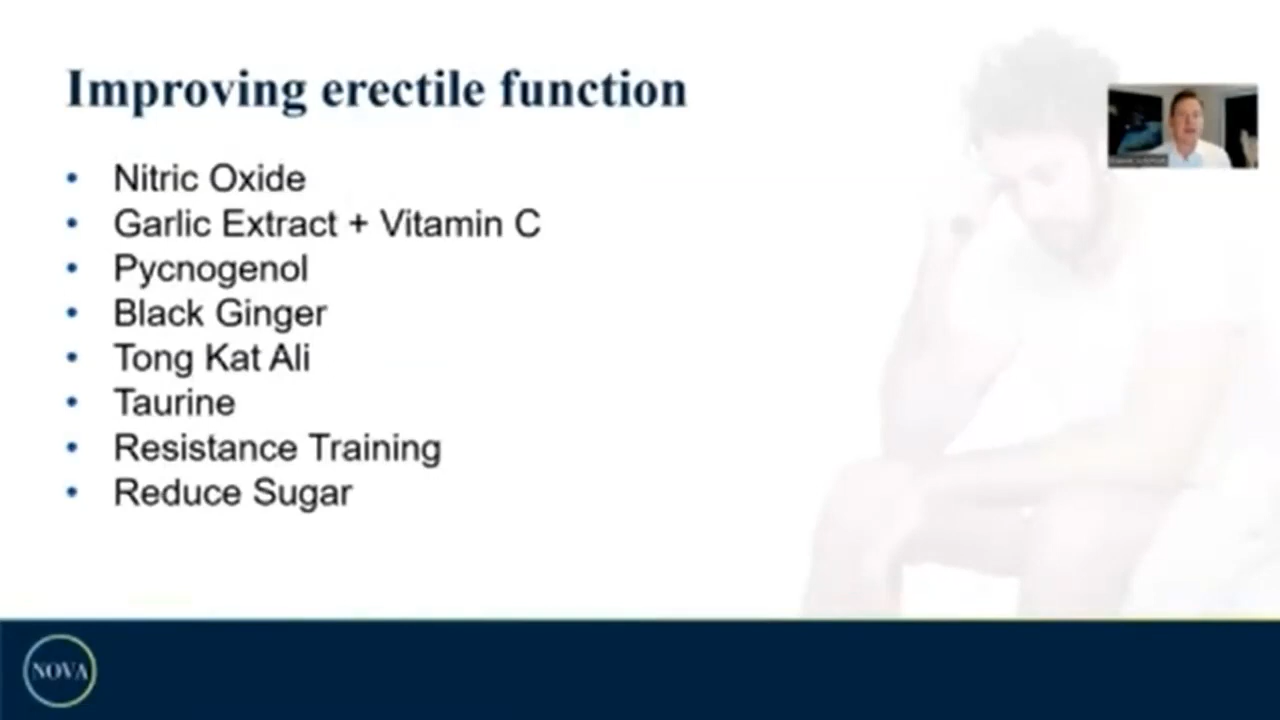 Improving erectile function
• Nitric Oxide
• Garlic Extract + Vitamin C
• Pycnogenol
• Black Ginger
• Tong Kat Ali
• Taurine
• Resistance Training
• Reduce Sugar
NOVA